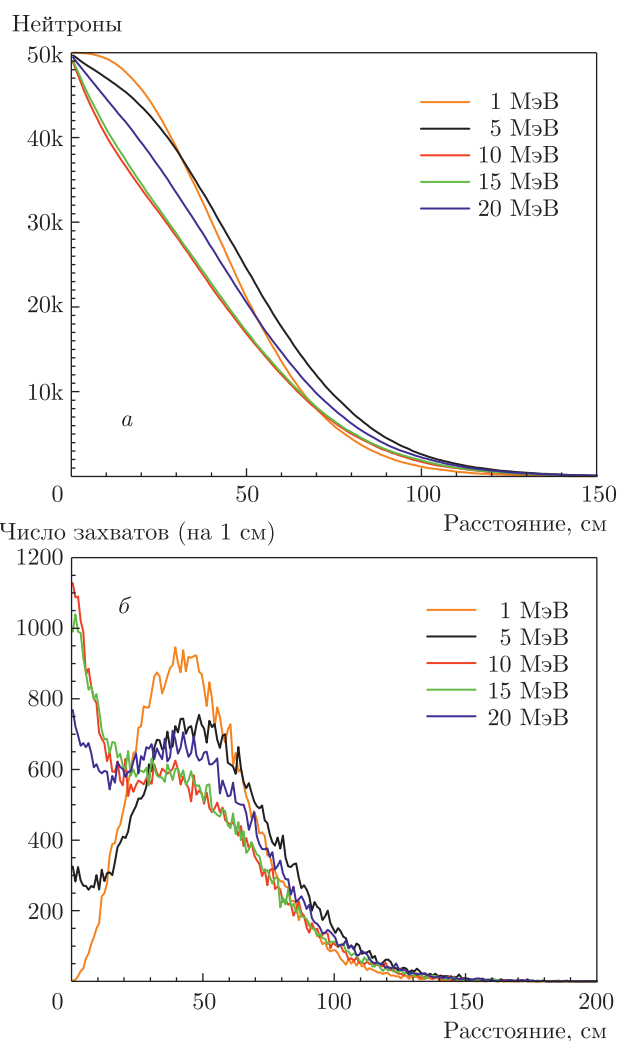 Нейтроны
50k
40k
30k
20k
10k
0
50
100
150
1 МэВ
5 МэВ
10 МэВ
15 МэВ
20 МэВ
а
Расстояние, см
Число захватов (на 1 см)
1200
1000
800
600
400
200
0
50
100
150
200
б
1 МэВ
5 МэВ
10 МэВ
15 МэВ
20 МэВ
Расстояние, см